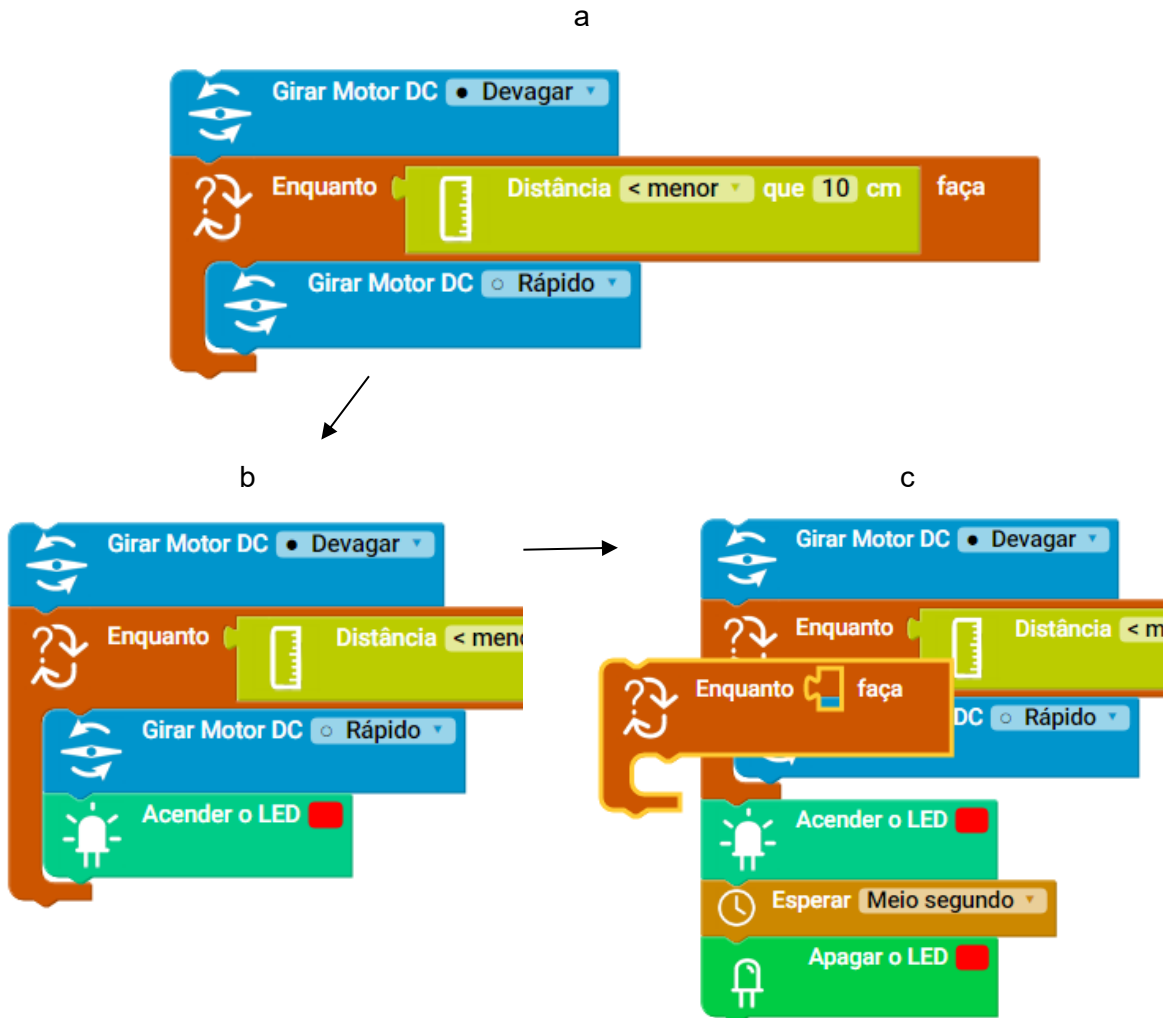 a
Girar Motor DC ● Devagar
Enquanto Distância < menor que 10 cm faça
Girar Motor DC ○ Rápido
b
Girar Motor DC ● Devagar
Enquanto Distância < men
Girar Motor DC ○ Rápido
Acender o LED
c
Girar Motor DC ● Devagar
Enquanto Distância < m
Enquanto faça
DC ○ Rápido
Acender o LED
Esperar Meio segundo
Apagar o LED